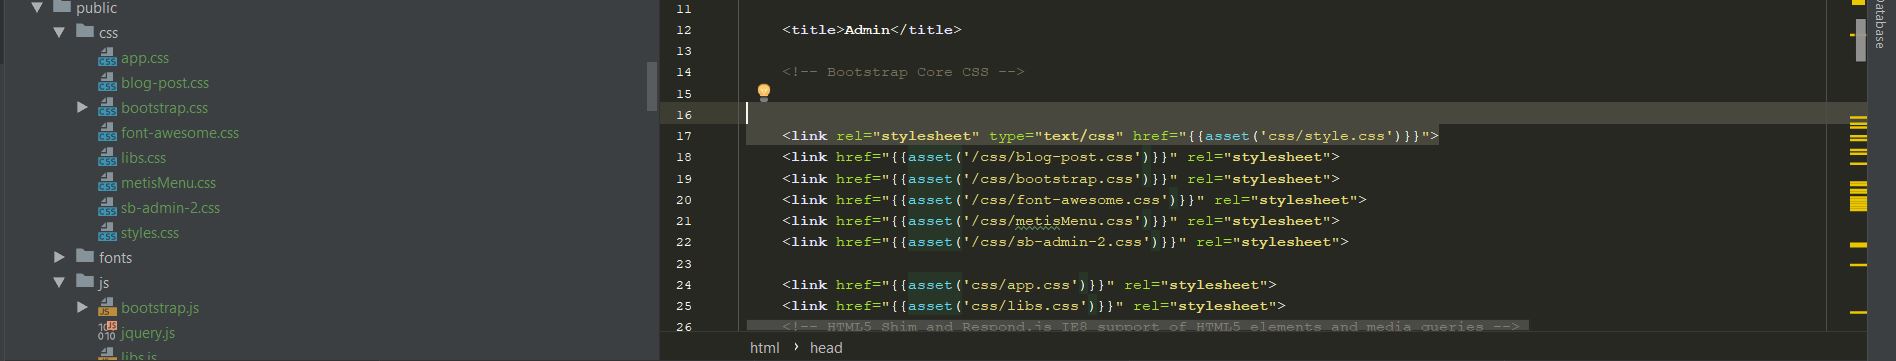 public
css
app.css
blog-post.css
bootstrap.css
font-awesome.css
libs.css
metisMenu.css
sb-admin-2.css
styles.css
fonts
js
bootstrap.js
jquery.js
libs.js
11
12 <title>Admin</title>
13
14 <!-- Bootstrap Core CSS -->
15
16
17 <link rel="stylesheet" type="text/css" href="{{asset('css/style.css')}}">
18 <link href="{{asset('/css/blog-post.css')}}" rel="stylesheet">
19 <link href="{{asset('/css/bootstrap.css')}}" rel="stylesheet">
20 <link href="{{asset('/css/font-awesome.css')}}" rel="stylesheet">
21 <link href="{{asset('/css/metisMenu.css')}}" rel="stylesheet">
22 <link href="{{asset('/css/sb-admin-2.css')}}" rel="stylesheet">
23
24 <link href="{{asset('css/app.css')}}" rel="stylesheet">
25 <link href="{{asset('css/libs.css')}}" rel="stylesheet">
26 <!-- HTML5 Shim and Respond.js IE8 support of HTML5 elements and media queries -->
html › head
Database